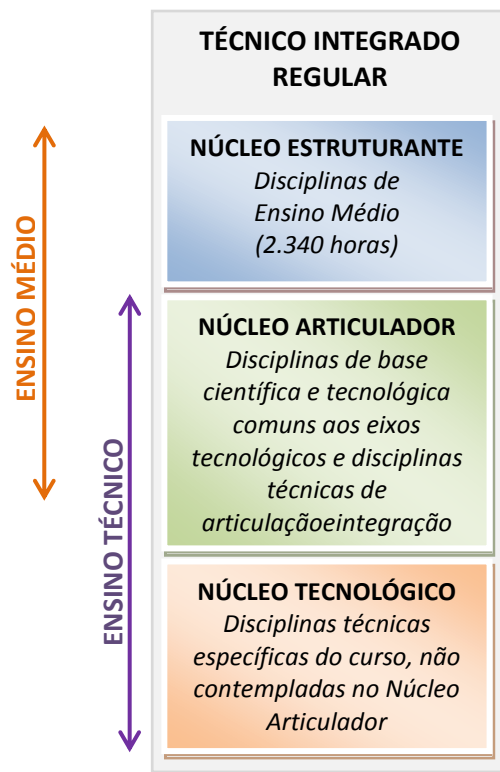 TÉCNICO INTEGRADO
REGULAR
NÚCLEO ESTRUTURANTE
Disciplinas de
Ensino Médio
(2.340 horas)
NÚCLEO ARTICULADOR
Disciplinas de base
científica e tecnológica
comuns aos eixos
tecnológicos e disciplinas
técnicas de
articulaçãoeintegração
NÚCLEO TECNOLÓGICO
Disciplinas técnicas
específicas do curso, não
contempladas no Núcleo
Articulador
ENSINO MÉDIO
ENSINO TÉCNICO